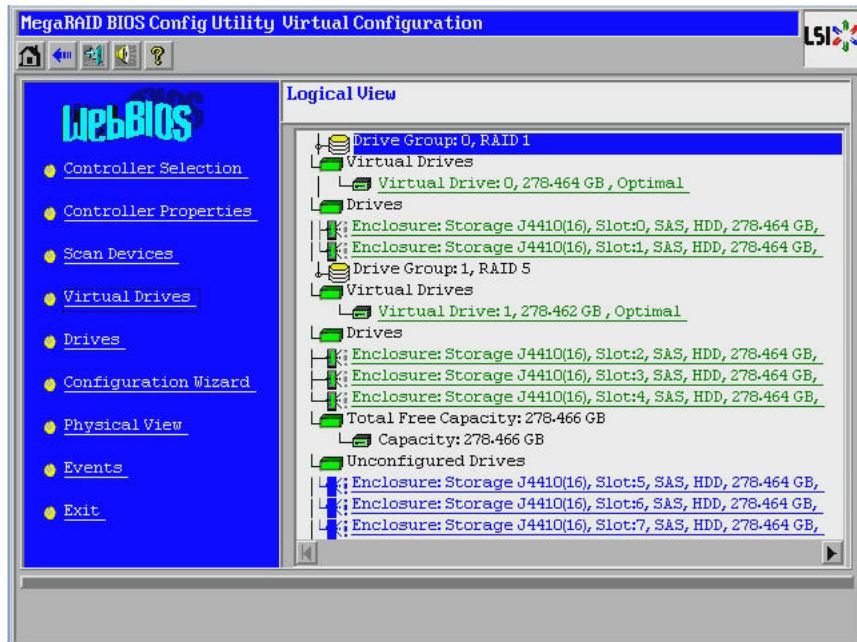 MegaRAID BIOS Config Utility Virtual Configuration
LSI
WebBIOS
Controller Selection
Controller Properties
Scan Devices
Virtual Drives
Drives
Configuration Wizard
Physical View
Events
Exit
Logical View
Drive Group: 0, RAID 1
Virtual Drives
Virtual Drive: 0, 278.464 GB , Optimal
Drives
Enclosure: Storage J4410(16), Slot:0, SAS, HDD, 278.464 GB,
Enclosure: Storage J4410(16), Slot:1, SAS, HDD, 278.464 GB,
Drive Group: 1, RAID 5
Virtual Drives
Virtual Drive: 1, 278.462 GB , Optimal
Drives
Enclosure: Storage J4410(16), Slot:2, SAS, HDD, 278.464 GB,
Enclosure: Storage J4410(16), Slot:3, SAS, HDD, 278.464 GB,
Enclosure: Storage J4410(16), Slot:4, SAS, HDD, 278.464 GB,
Total Free Capacity: 278.466 GB
Capacity: 278.466 GB
Unconfigured Drives
Enclosure: Storage J4410(16), Slot:5, SAS, HDD, 278.464 GB,
Enclosure: Storage J4410(16), Slot:6, SAS, HDD, 278.464 GB,
Enclosure: Storage J4410(16), Slot:7, SAS, HDD, 278.464 GB,